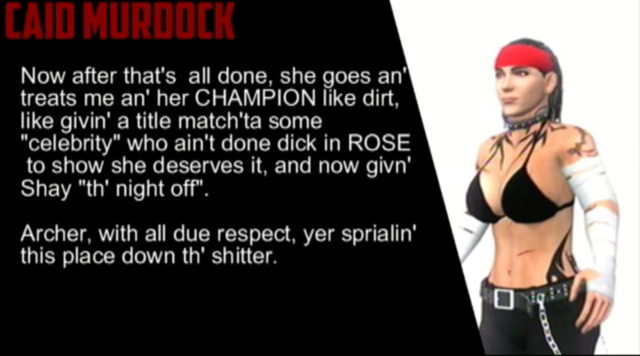 CAID MURDOCK
Now after that's all done, she goes an'
treats me an' her CHAMPION like dirt,
like givin' a title match'ta some
"celebrity" who ain't done dick in ROSE
to show she deserves it, and now givn'
Shay "th' night off".
Archer, with all due respect, yer sprialin'
this place down th' shitter.